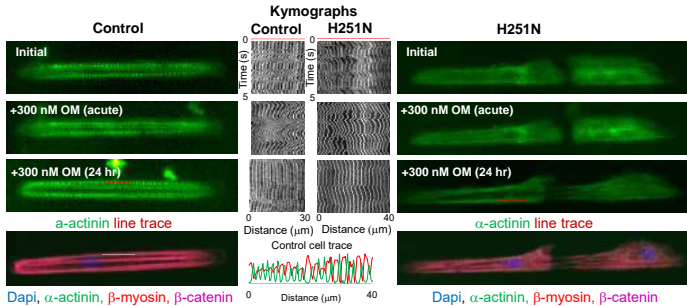 Control
Kymographs
Control H251N
H251N
Initial
+300 nM OM (acute)
+300 nM OM (24 hr)
a-actinin line trace
Dapi, α-actinin, β-myosin, β-catenin
0
Time (s)
5
0
Time (s)
5
0 30
Distance (μm)
0 40
Distance (μm)
Control cell trace
0 40
Distance (μm)
Initial
+300 nM OM (acute)
+300 nM OM (24 hr)
α-actinin line trace
Dapi, α-actinin, β-myosin, β-catenin